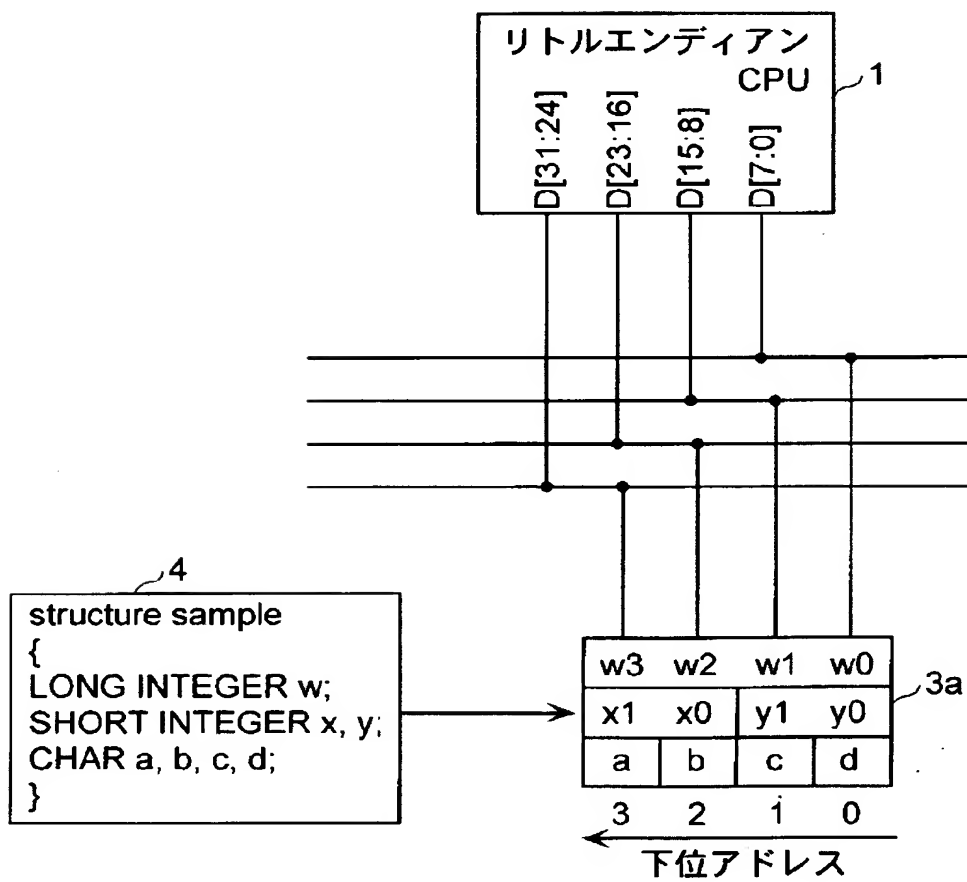 リトルエンディアン
CPU
1
D[31:24]
D[23:16]
D[15:8]
D[7:0]
4
structure sample
{
LONG INTEGER w;
SHORT INTEGER x, y;
CHAR a, b, c, d;
}
w3 w2 w1 w0
3a
x1 x0 y1 y0
a b c d
3 2 1 0
下位アドレス